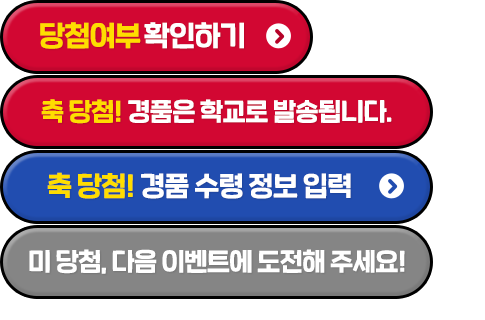 당첨여부 확인하기
축 당첨! 경품은 학교로 발송됩니다.
축 당첨! 경품 수령 정보 입력
미 당첨, 다음 이벤트에 도전해 주세요!